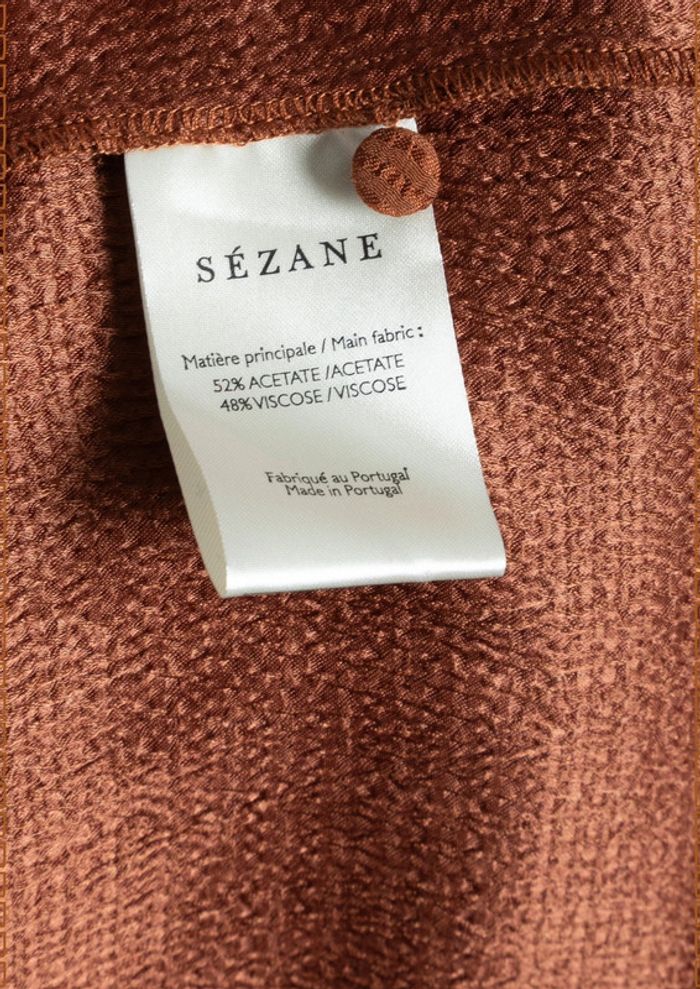 SÉZANE
Matière principale / Main fabric :
52% ACETATE /ACETATE
48% VISCOSE / VISCOSE
Fabriqué au Portugal
Made in Portugal